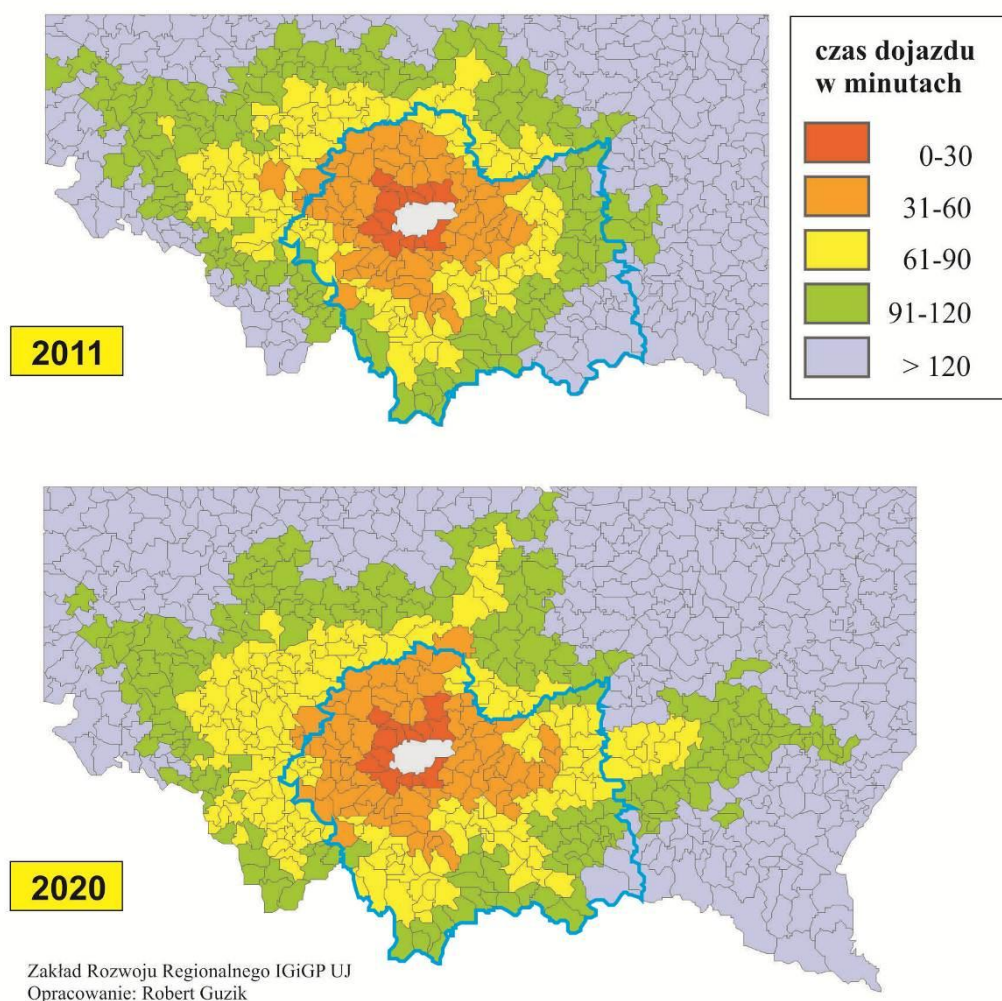 czas dojazdu
w minutach
0-30
31-60
61-90
91-120
> 120
2011
2020
Zakład Rozwoju Regionalnego IGiGP UJ
Opracowanie: Robert Guzik